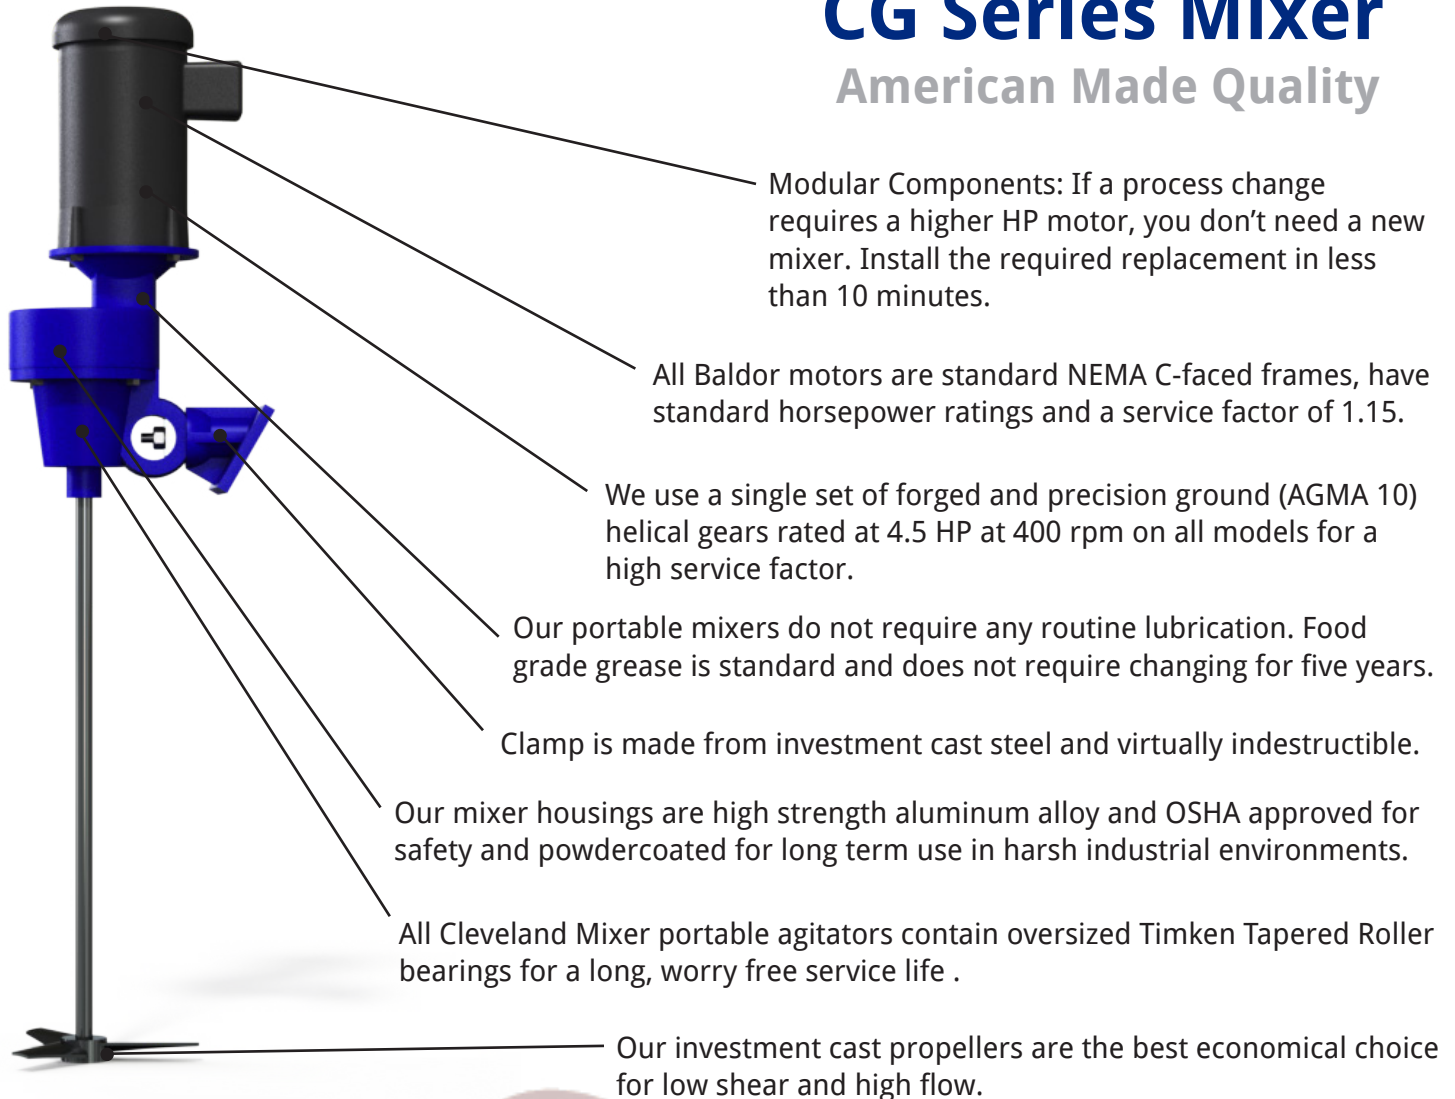 CG Series Mixer
American Made Quality
Modular Components: If a process change
requires a higher HP motor, you don’t need a new
mixer. Install the required replacement in less
than 10 minutes.
All Baldor motors are standard NEMA C-faced frames, have
standard horsepower ratings and a service factor of 1.15.
We use a single set of forged and precision ground (AGMA 10)
helical gears rated at 4.5 HP at 400 rpm on all models for a
high service factor.
Our portable mixers do not require any routine lubrication. Food
grade grease is standard and does not require changing for five years.
Clamp is made from investment cast steel and virtually indestructible.
Our mixer housings are high strength aluminum alloy and OSHA approved for
safety and powdercoated for long term use in harsh industrial environments.
All Cleveland Mixer portable agitators contain oversized Timken Tapered Roller
bearings for a long, worry free service life .
Our investment cast propellers are the best economical choice
for low shear and high flow.